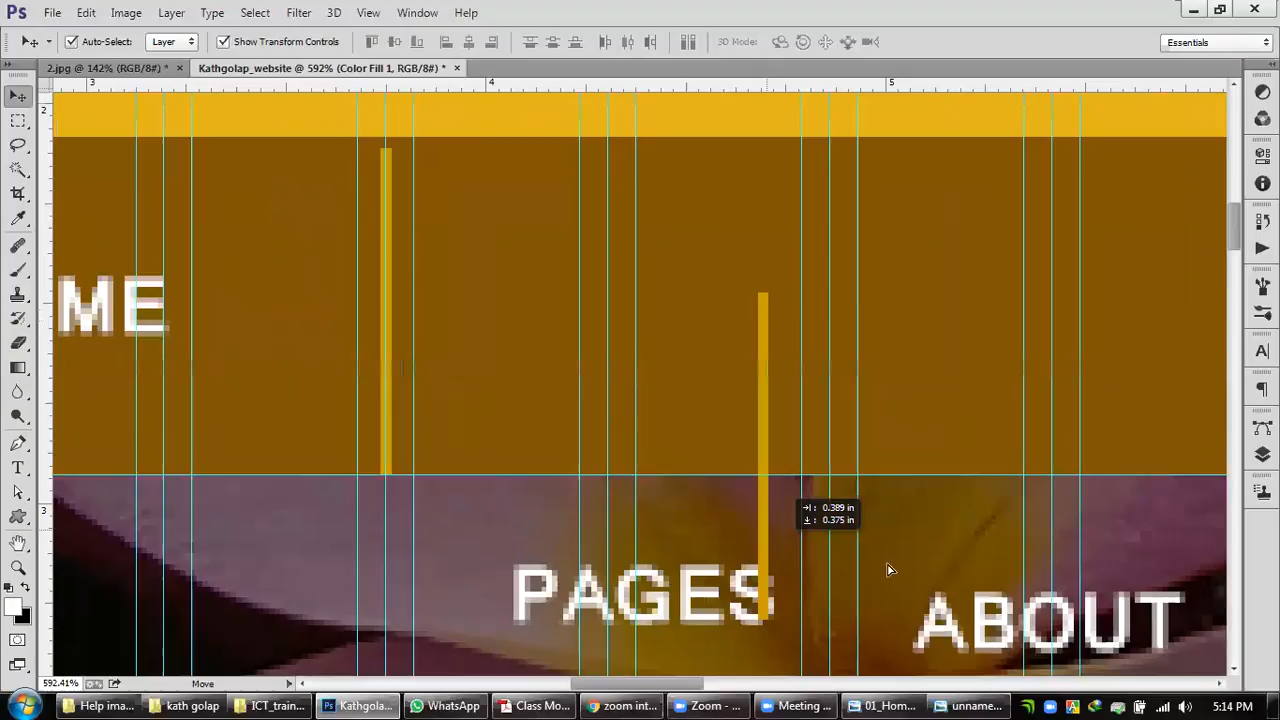 Ps File Edit Image Layer Type Select Filter 3D View Window Help
Auto-Select: Layer Show Transform Controls 3D Mode: Essentials
2.jpg @ 142% (RGB/8#) * × Kathgolap_website @ 592% (Color Fill 1, RGB/8#) * ×
3 4 5
2
ME
3
0.389 in
0.375 in
PAGES
ABOUT
592.41% Move
Help ima... kath golap ICT_train... Kathgola... WhatsApp Class Mo... zoom int... Zoom - ... Meeting ... 01_Hom... unname... 5:14 PM